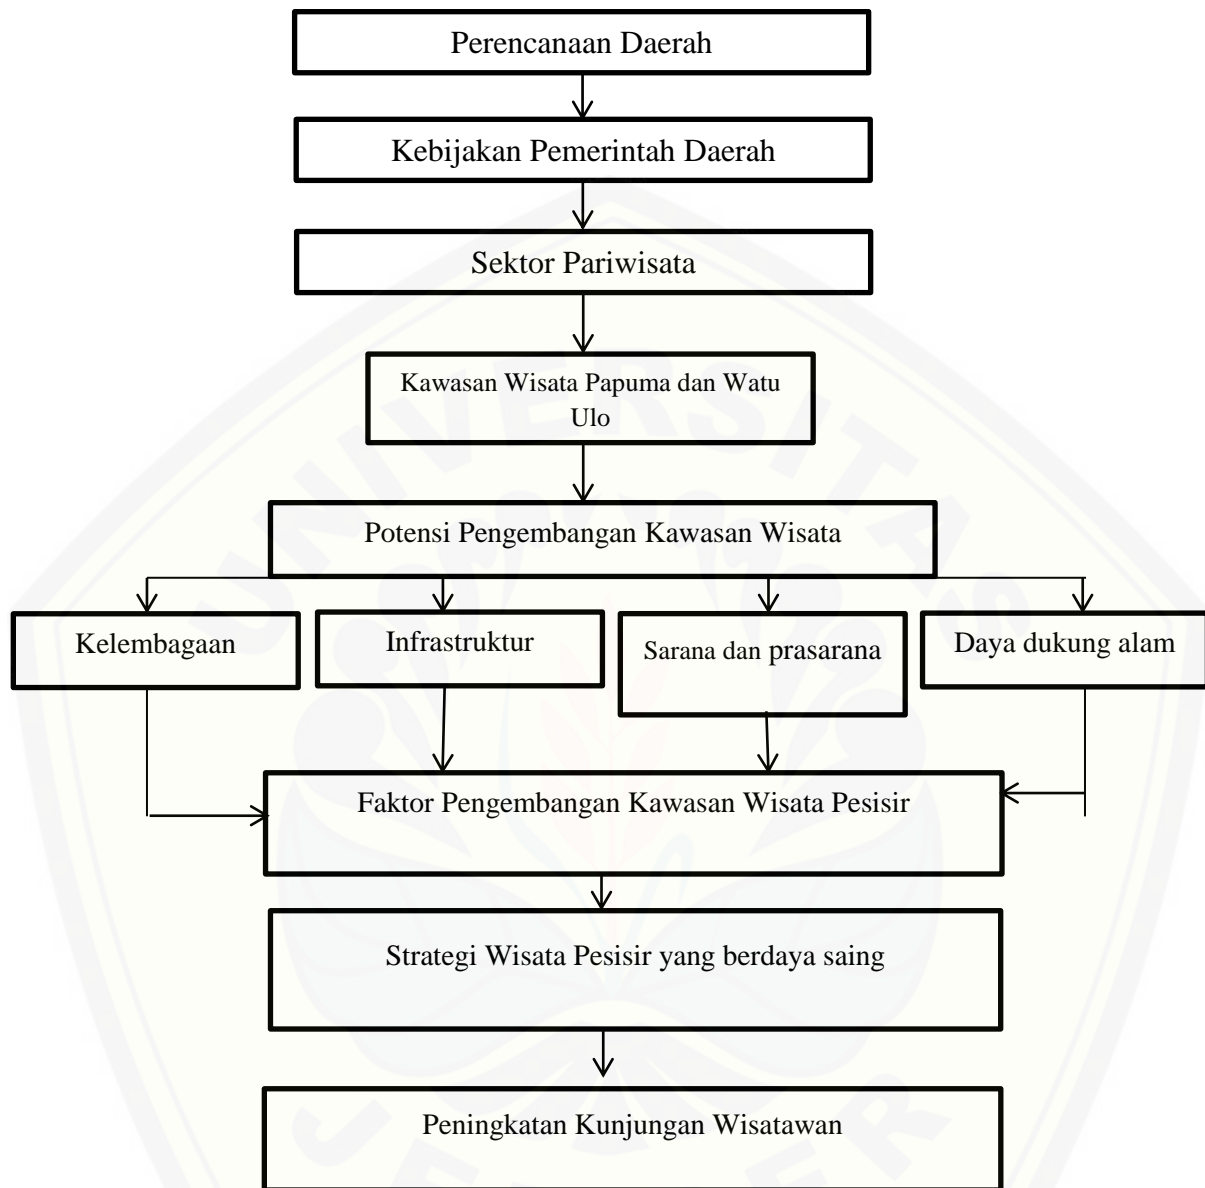 Perencanaan Daerah
Kebijakan Pemerintah Daerah
Sektor Pariwisata
Kawasan Wisata Papuma dan Watu
Ulo
Potensi Pengembangan Kawasan Wisata
Kelembagaan
Infrastruktur
Sarana dan prasarana
Daya dukung alam
Faktor Pengembangan Kawasan Wisata Pesisir
Strategi Wisata Pesisir yang berdaya saing
Peningkatan Kunjungan Wisatawan
UNIVERSITAS
JEMBER